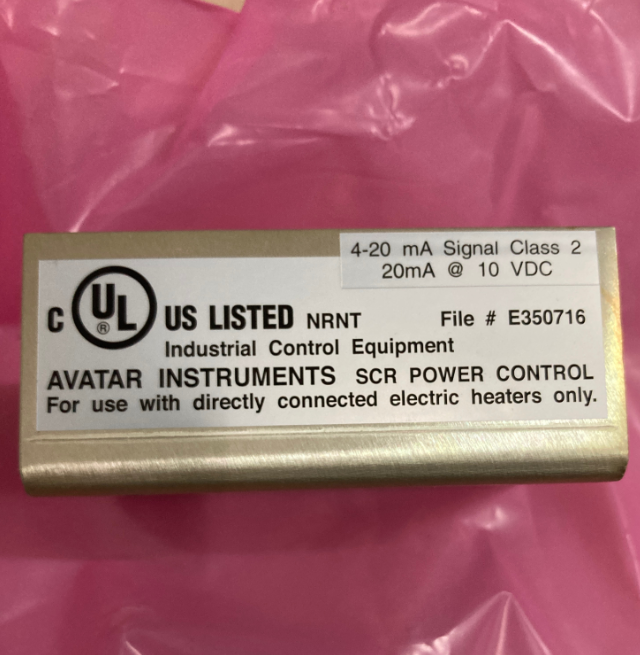 4-20 mA Signal Class 2
20mA @ 10 VDC
C UL ® US LISTED NRNT File # E350716
Industrial Control Equipment
AVATAR INSTRUMENTS SCR POWER CONTROL
For use with directly connected electric heaters only.